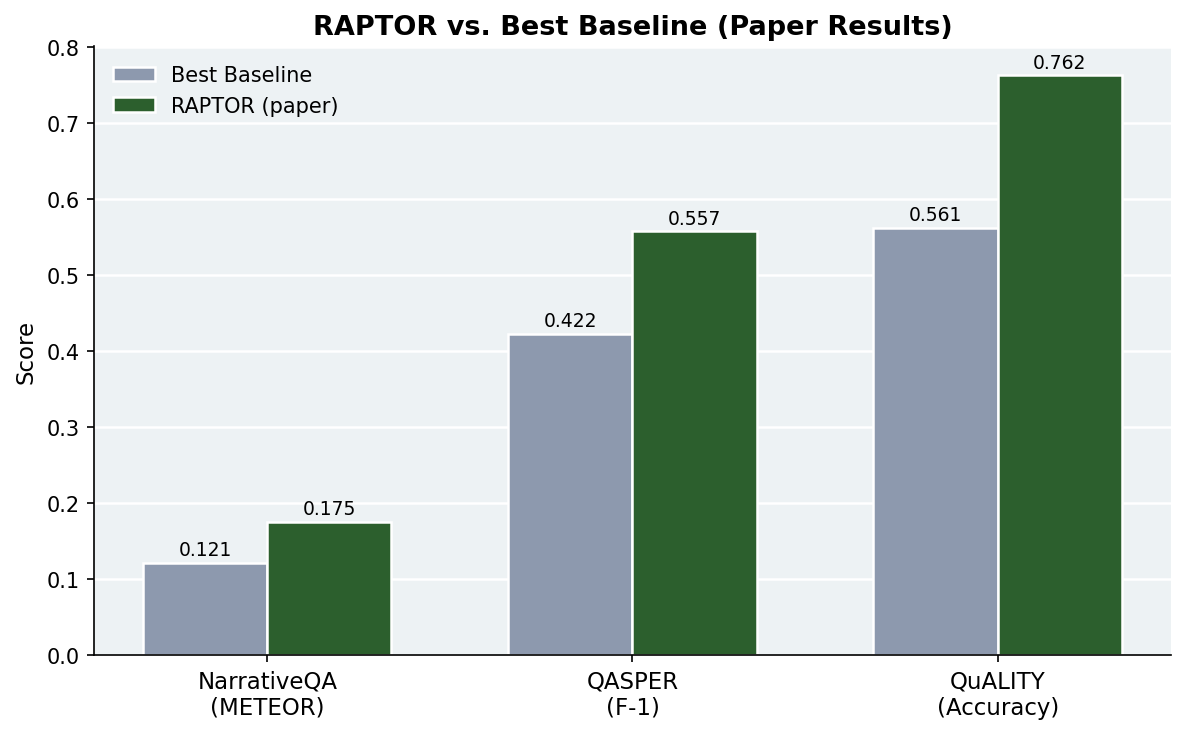 RAPTOR vs. Best Baseline (Paper Results)
Best Baseline
RAPTOR (paper)
Score
0.8
0.7
0.6
0.5
0.4
0.3
0.2
0.1
0.0
0.121
0.175
0.422
0.557
0.561
0.762
NarrativeQA
(METEOR)
QASPER
(F-1)
QuALITY
(Accuracy)